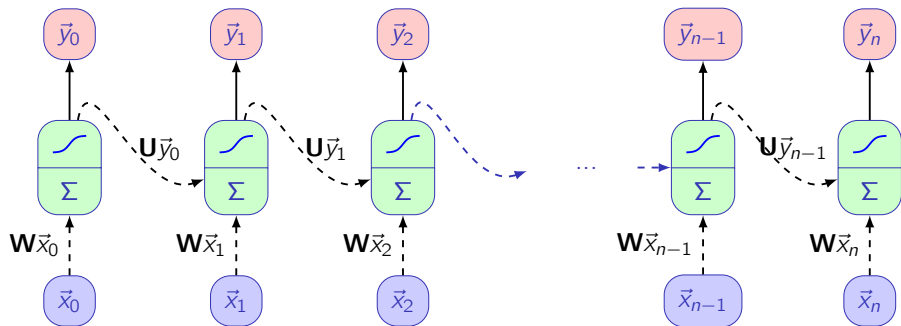 y⃗₀ y⃗₁ y⃗₂ y⃗ₙ₋₁ y⃗ₙ
Uy⃗₀ Uy⃗₁ Uy⃗ₙ₋₁
Σ Σ Σ ... Σ Σ
Wx⃗₀ Wx⃗₁ Wx⃗₂ Wx⃗ₙ₋₁ Wx⃗ₙ
x⃗₀ x⃗₁ x⃗₂ x⃗ₙ₋₁ x⃗ₙ